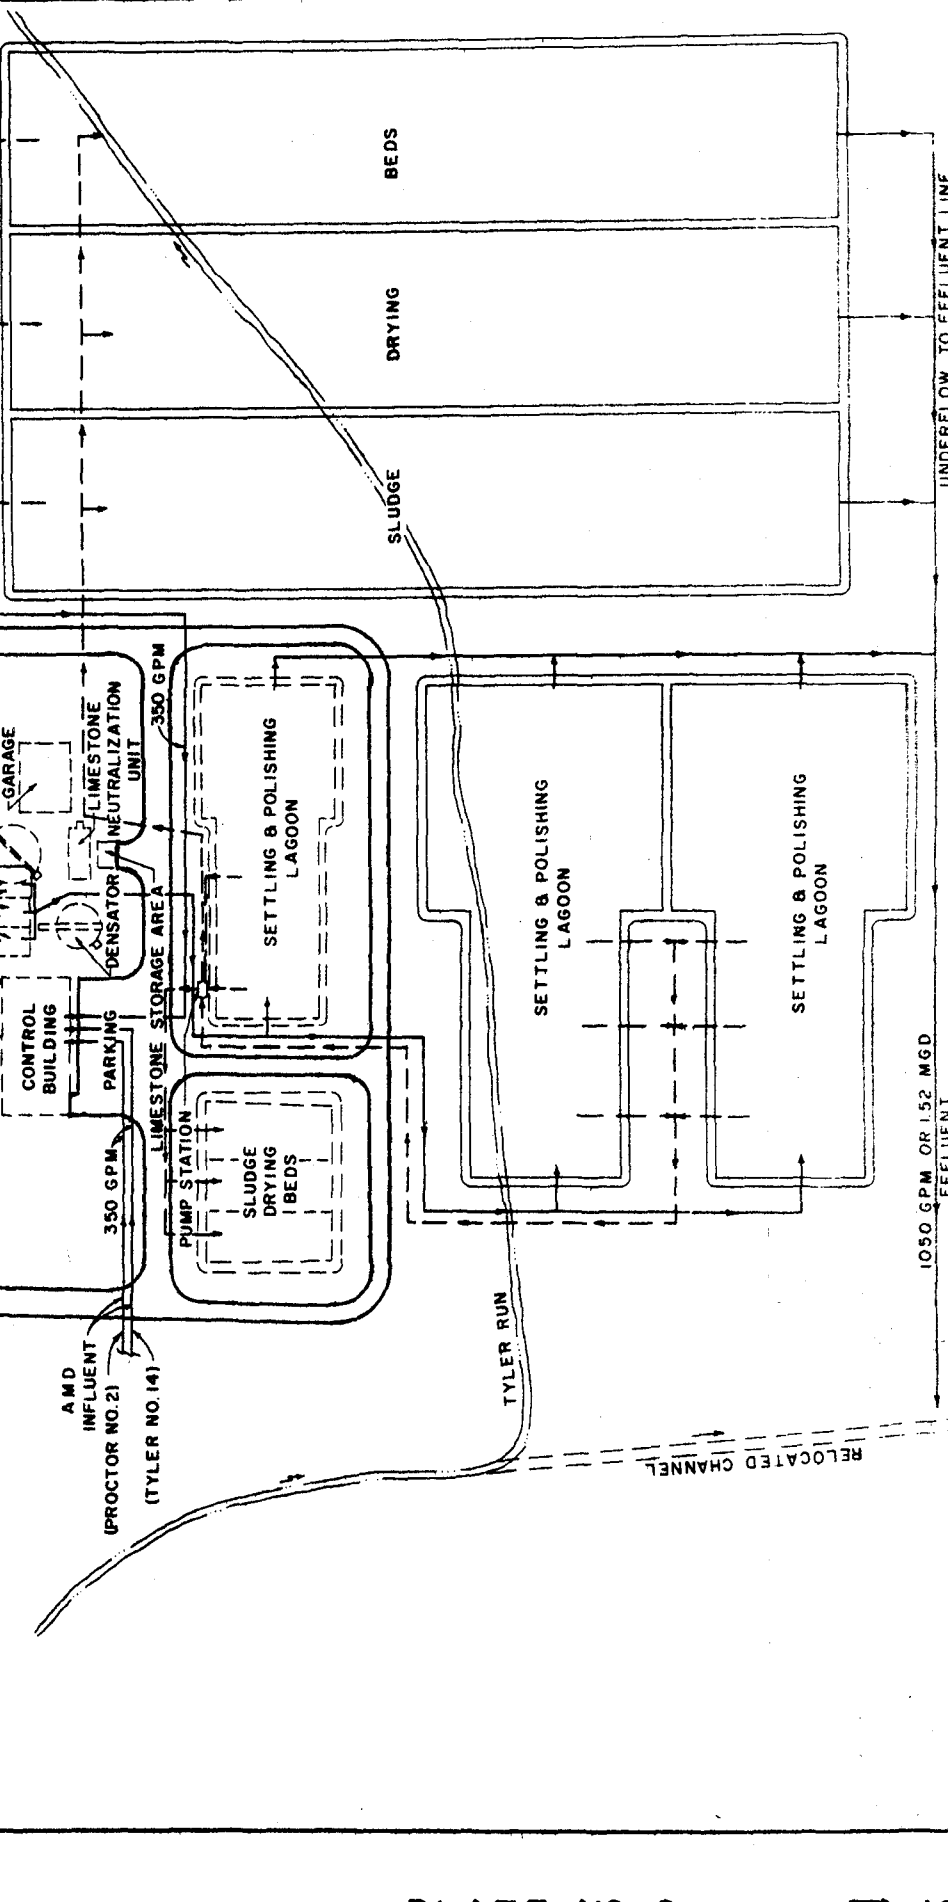 BEDS
DRYING
SLUDGE
UNDERFLOW TO EFFLUENT LINE
350 GPM
GARAGE
LIMESTONE
NEUTRALIZATION
UNIT
DENSATOR
LIMESTONE STORAGE AREA
SETTLING & POLISHING
LAGOON
SETTLING & POLISHING
LAGOON
SETTLING & POLISHING
LAGOON
CONTROL
BUILDING
PARKING
350 GPM
PUMP STATION
SLUDGE
DRYING
BEDS
1050 GPM OR 1.52 MGD
EFFLUENT
AMD
INFLUENT
(PROCTOR NO. 2)
(TYLER NO. 14)
TYLER RUN
RELOCATED CHANNEL